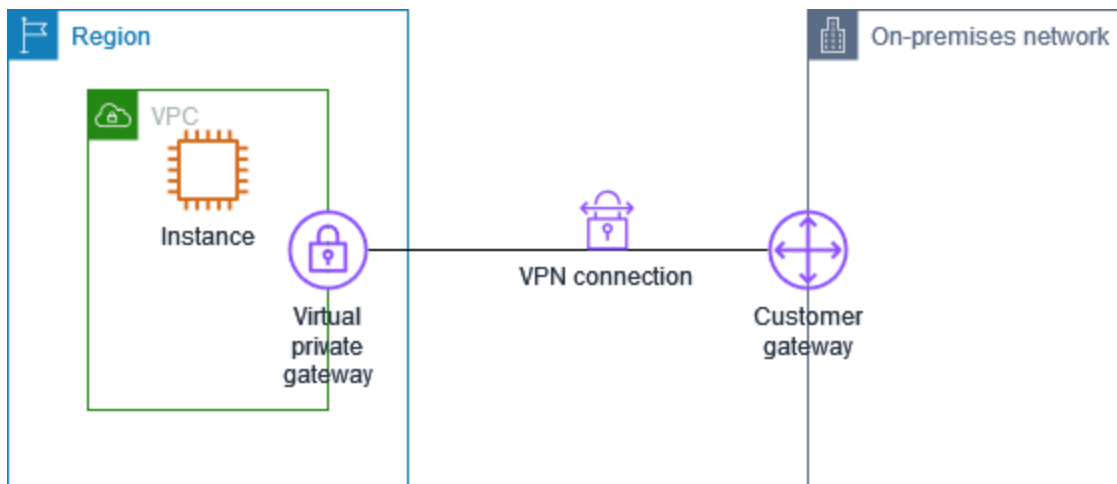 Region
On-premises network
VPC
Instance
VPN connection
Virtual
private
gateway
Customer
gateway